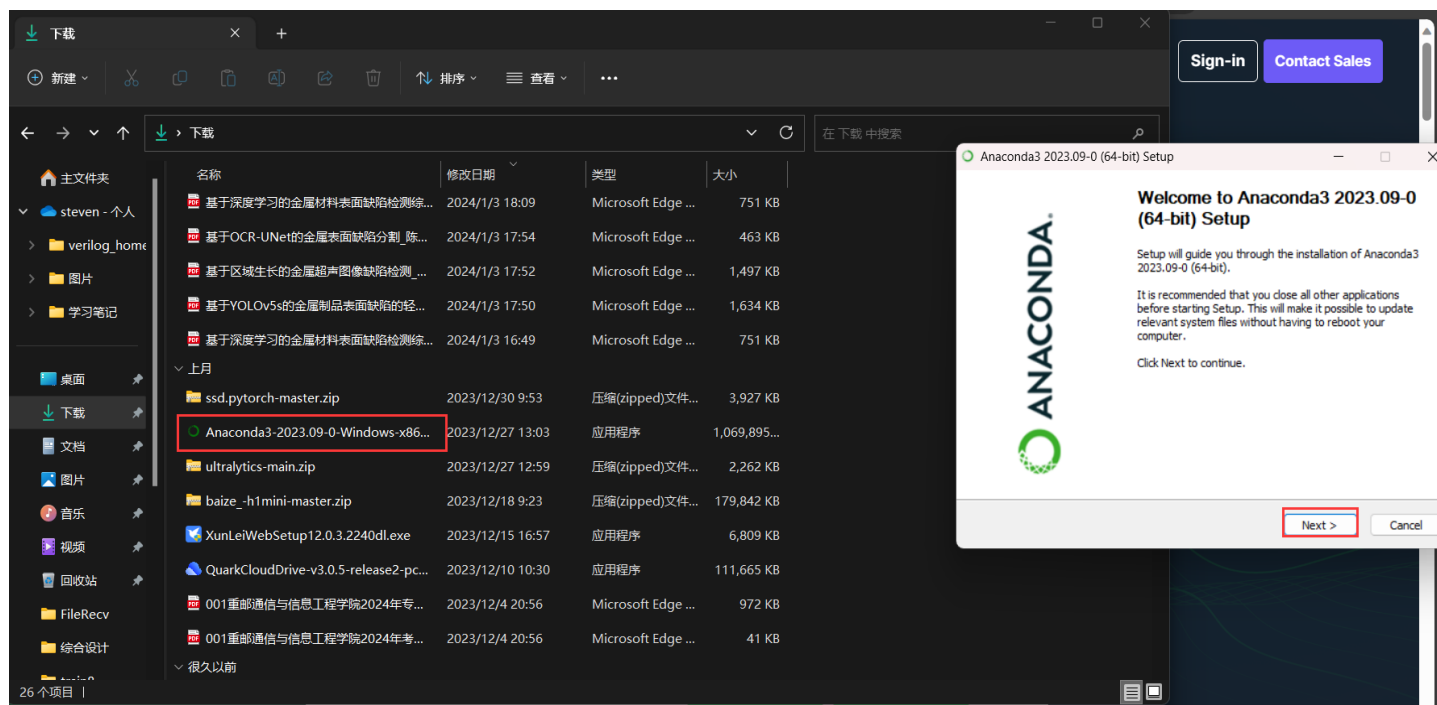 下载
新建
排序
查看
下载
在 下载 中搜索
主文件夹
steven - 个人
verilog_home
图片
学习笔记
桌面
下载
文档
图片
音乐
视频
回收站
FileRecv
综合设计
名称 修改日期 类型 大小
基于深度学习的金属材料表面缺陷检测综... 2024/1/3 18:09 Microsoft Edge ... 751 KB
基于OCR-UNet的金属表面缺陷分割_陈... 2024/1/3 17:54 Microsoft Edge ... 463 KB
基于区域生长的金属超声图像缺陷检测_... 2024/1/3 17:52 Microsoft Edge ... 1,497 KB
基于YOLOv5s的金属制品表面缺陷的轻... 2024/1/3 17:50 Microsoft Edge ... 1,634 KB
基于深度学习的金属材料表面缺陷检测综... 2024/1/3 16:49 Microsoft Edge ... 751 KB
上月
ssd.pytorch-master.zip 2023/12/30 9:53 压缩(zipped)文件... 3,927 KB
Anaconda3-2023.09-0-Windows-x86... 2023/12/27 13:03 应用程序 1,069,895...
ultralytics-main.zip 2023/12/27 12:59 压缩(zipped)文件... 2,262 KB
baize_-h1mini-master.zip 2023/12/18 9:23 压缩(zipped)文件... 179,842 KB
XunLeiWebSetup12.0.3.2240dl.exe 2023/12/15 16:57 应用程序 6,809 KB
QuarkCloudDrive-v3.0.5-release2-pc... 2023/12/10 10:30 应用程序 111,665 KB
001重邮通信与信息工程学院2024年专... 2023/12/4 20:56 Microsoft Edge ... 972 KB
001重邮通信与信息工程学院2024年考... 2023/12/4 20:56 Microsoft Edge ... 41 KB
很久以前
26 个项目
Sign-in
Contact Sales
Anaconda3 2023.09-0 (64-bit) Setup
ANACONDA.
Welcome to Anaconda3 2023.09-0
(64-bit) Setup
Setup will guide you through the installation of Anaconda3
2023.09-0 (64-bit).
It is recommended that you close all other applications
before starting Setup. This will make it possible to update
relevant system files without having to reboot your
computer.
Click Next to continue.
Next >
Cancel